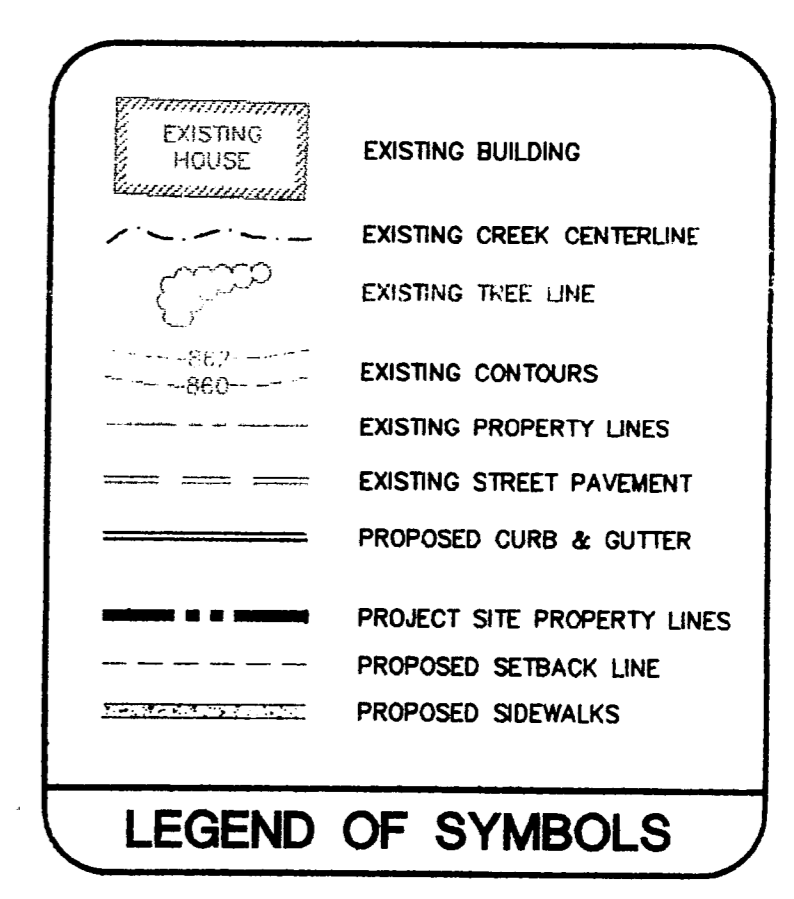 EXISTING
HOUSE
EXISTING BUILDING
EXISTING CREEK CENTERLINE
EXISTING TREE LINE
862
860
EXISTING CONTOURS
EXISTING PROPERTY LINES
EXISTING STREET PAVEMENT
PROPOSED CURB & GUTTER
PROJECT SITE PROPERTY LINES
PROPOSED SETBACK LINE
PROPOSED SIDEWALKS
LEGEND OF SYMBOLS